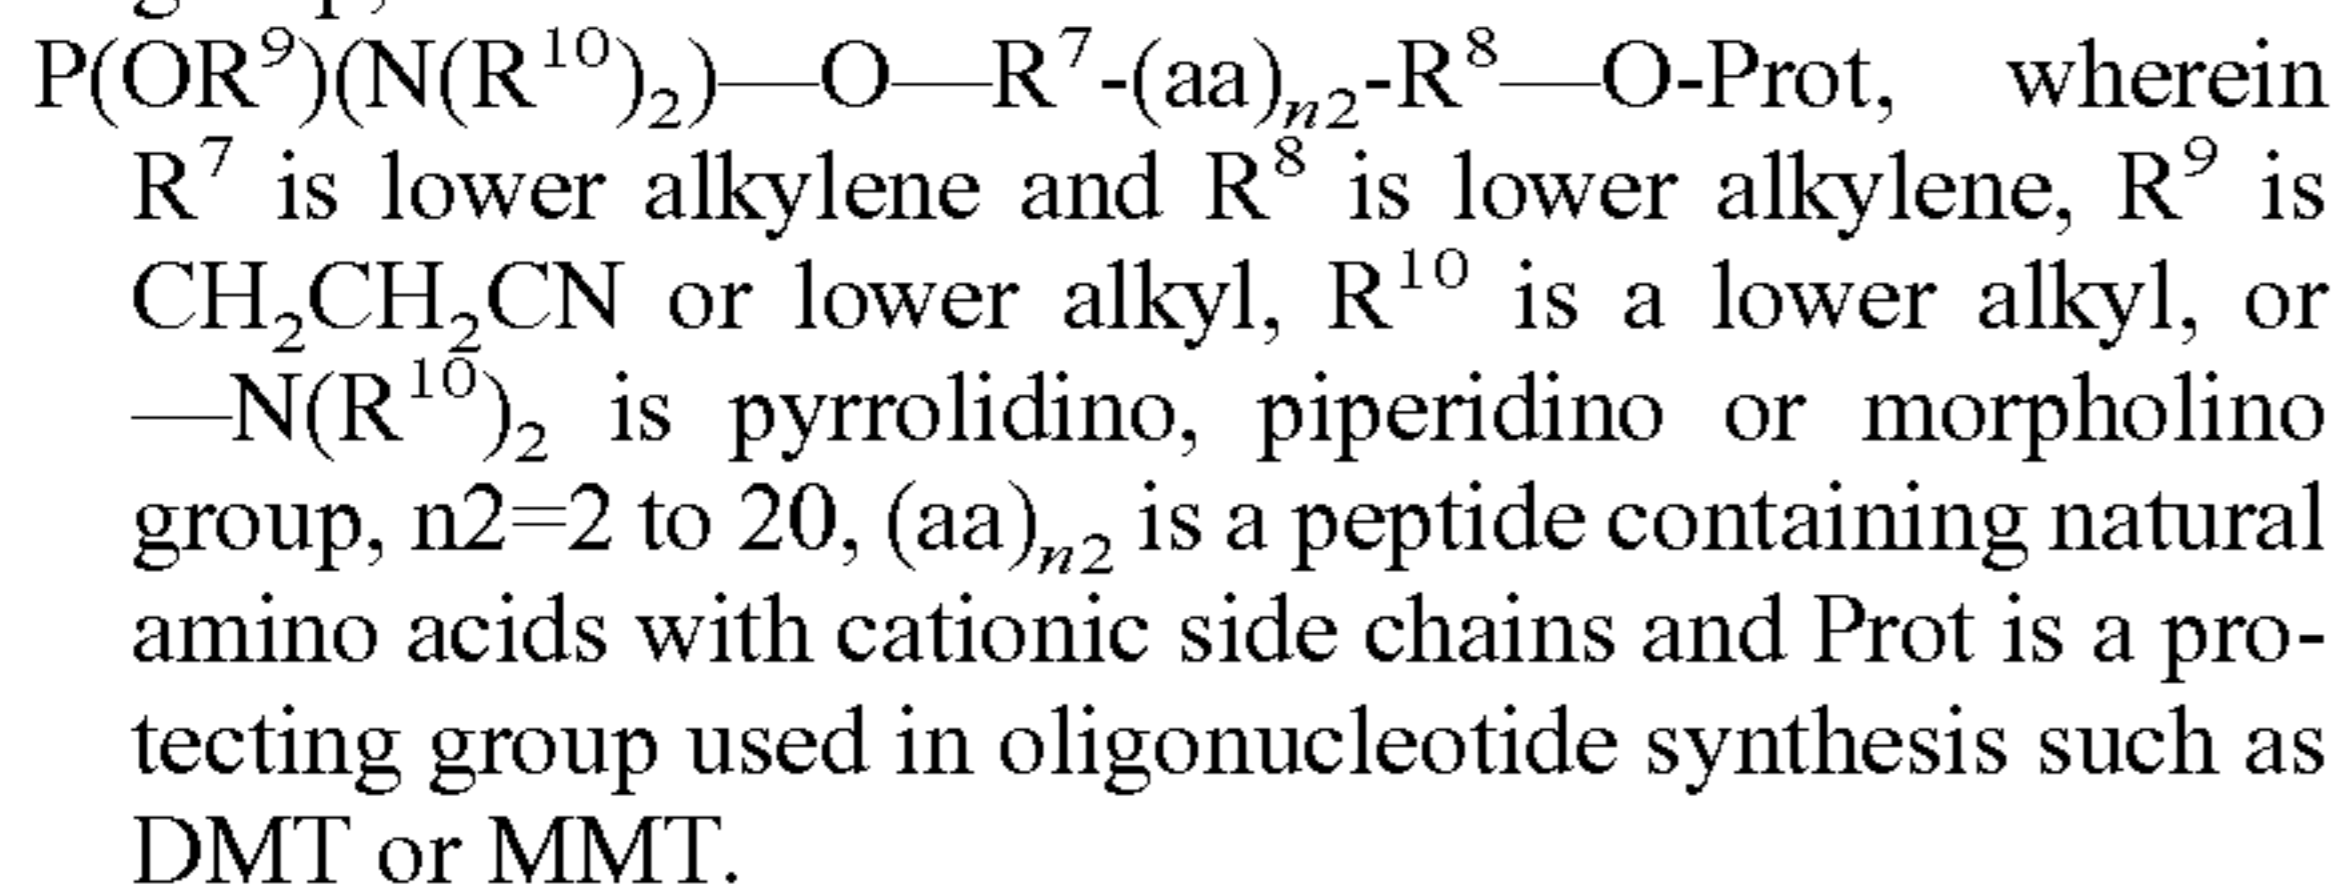 P(OR⁹)(N(R¹⁰)₂)—O—R⁷-(aa)ₙ₂-R⁸—O-Prot, wherein
R⁷ is lower alkylene and R⁸ is lower alkylene, R⁹ is
CH₂CH₂CN or lower alkyl, R¹⁰ is a lower alkyl, or
—N(R¹⁰)₂ is pyrrolidino, piperidino or morpholino
group, n2=2 to 20, (aa)ₙ₂ is a peptide containing natural
amino acids with cationic side chains and Prot is a pro-
tecting group used in oligonucleotide synthesis such as
DMT or MMT.